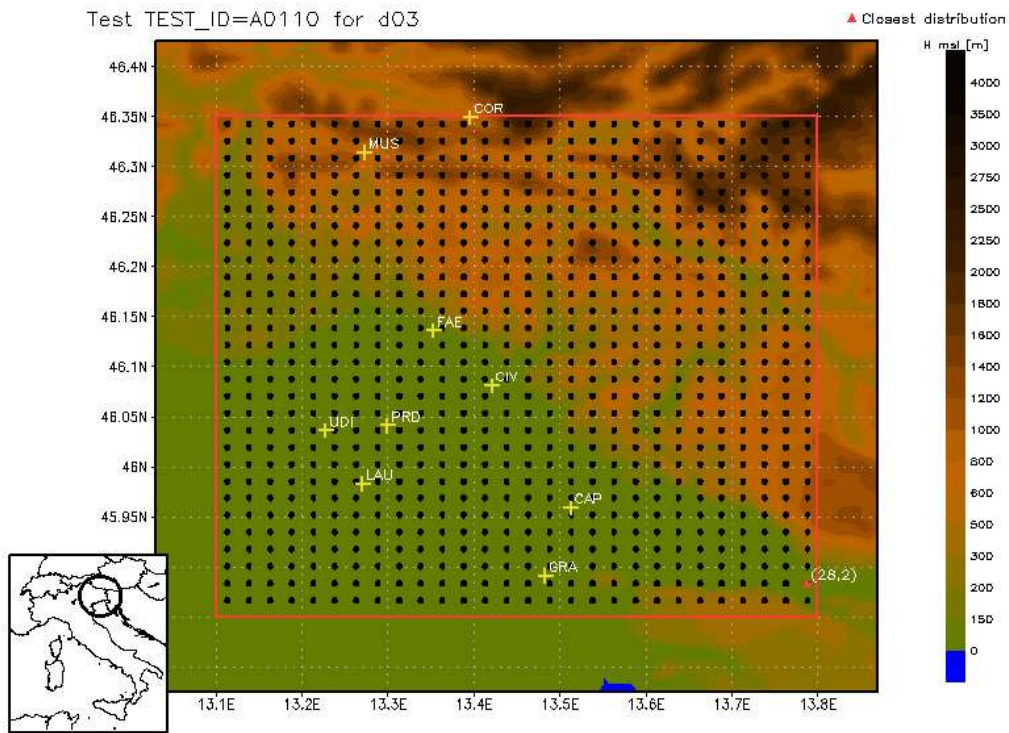 Test TEST_ID=A0110 for d03
▲ Closest distribution
H msl [m]
46.4N
46.35N
46.3N
46.25N
46.2N
46.15N
46.1N
46.05N
46N
45.95N
COR
MUS
FAE
CIV
UDI
PRD
LAU
CAP
GRA
(28,2)
4000
3500
3000
2750
2500
2250
2000
1800
1600
1400
1200
1000
800
600
500
300
200
150
0
13.1E
13.2E
13.3E
13.4E
13.5E
13.6E
13.7E
13.8E